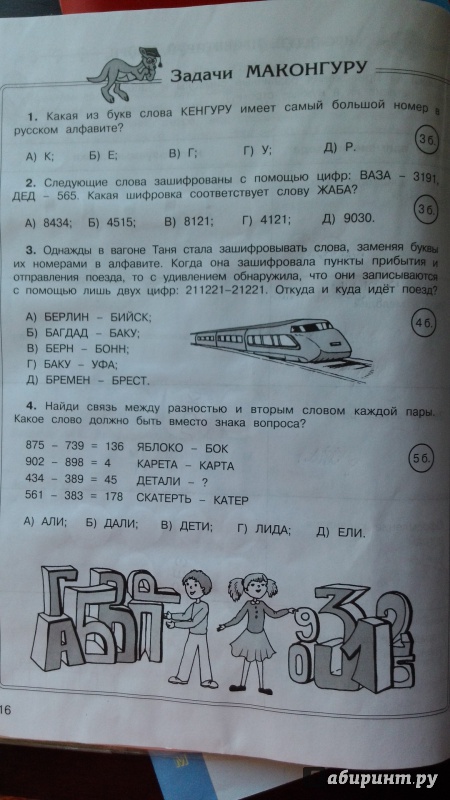 Задачи МАКОНГУРУ
1. Какая из букв слова КЕНГУРУ имеет самый большой номер в
русском алфавите?
3б.
А) К; Б) Е; В) Г; Г) У; Д) Р.
2. Следующие слова зашифрованы с помощью цифр: ВАЗА – 3191,
ДЕД – 565. Какая шифровка соответствует слову ЖАБА?
3б.
А) 8434; Б) 4515; В) 8121; Г) 4121; Д) 9030.
3. Однажды в вагоне Таня стала зашифровывать слова, заменяя буквы
их номерами в алфавите. Когда она зашифровала пункты прибытия и
отправления поезда, то с удивлением обнаружила, что они записываются
с помощью лишь двух цифр: 211221–21221. Откуда и куда идёт поезд?
А) БЕРЛИН – БИЙСК;
4б.
Б) БАГДАД – БАКУ;
В) БЕРН – БОНН;
Г) БАКУ – УФА;
Д) БРЕМЕН – БРЕСТ.
4. Найди связь между разностью и вторым словом каждой пары.
Какое слово должно быть вместо знака вопроса?
875 – 739 = 136 ЯБЛОКО – БОК
5б.
902 – 898 = 4 КАРЕТА – КАРТА
434 – 389 = 45 ДЕТАЛИ – ?
561 – 383 = 178 СКАТЕРТЬ – КАТЕР
А) АЛИ; Б) ДАЛИ; В) ДЕТИ; Г) ЛИДА; Д) ЕЛИ.
16
абиринт.ру